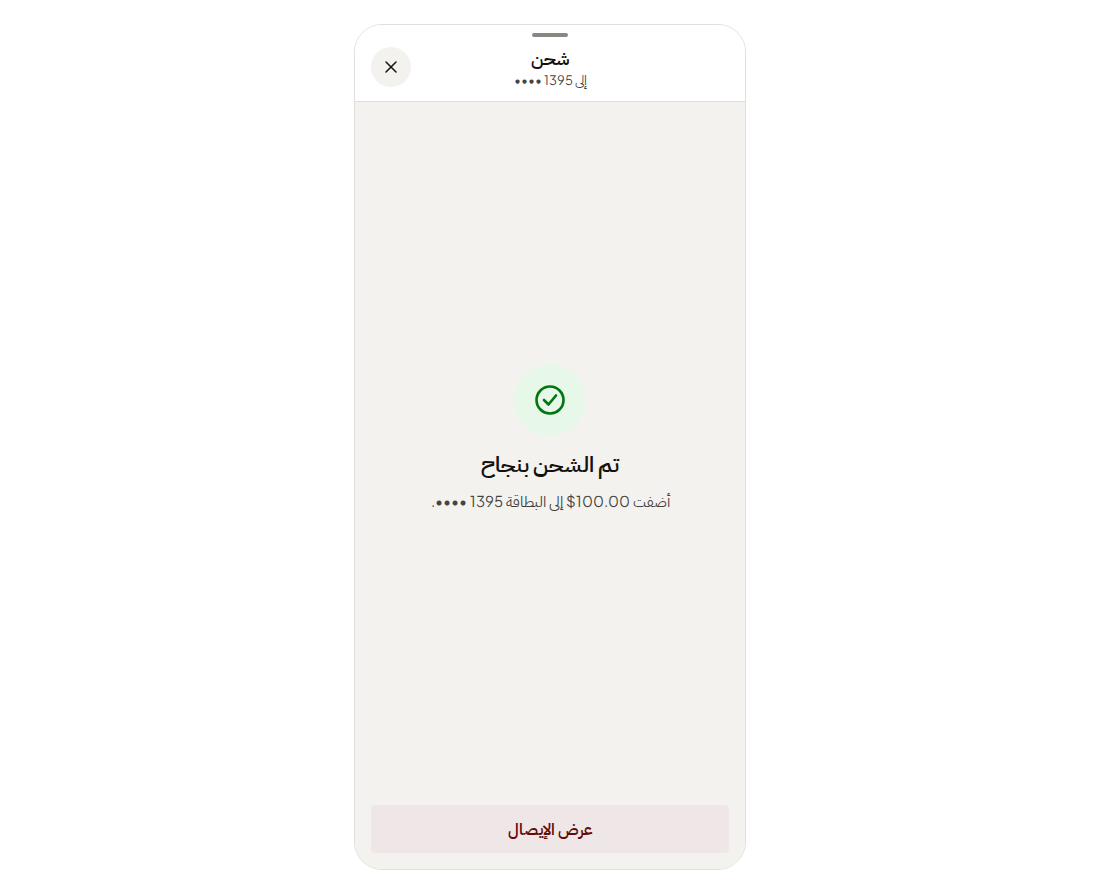 شحن
إلى 1395 ••••
تم الشحن بنجاح
أضفت $100.00 إلى البطاقة 1395 ••••.
عرض الإيصال